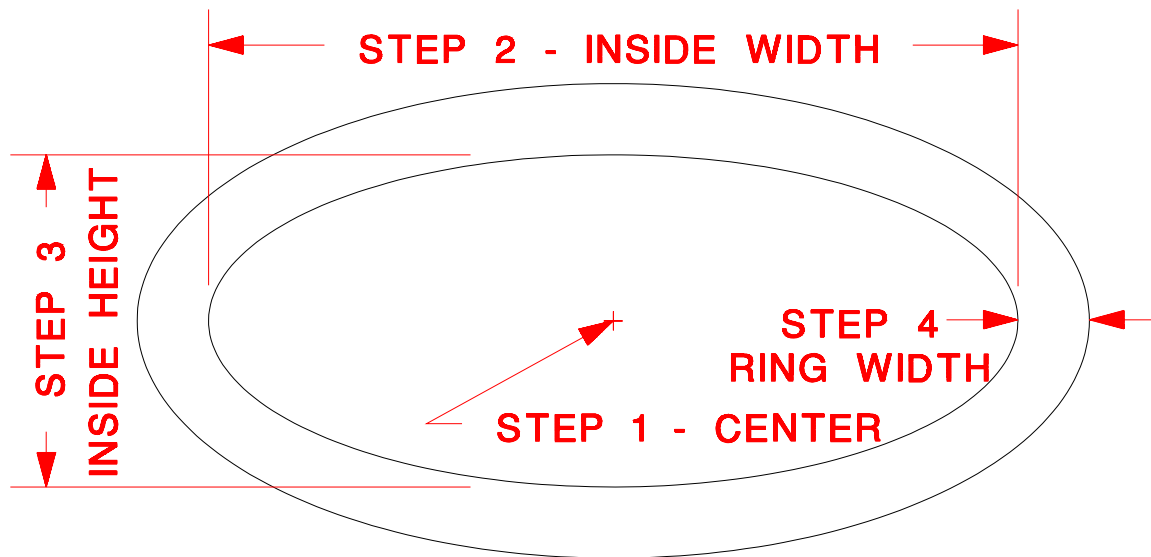 STEP 2 - INSIDE WIDTH
STEP 3
INSIDE HEIGHT
STEP 4
RING WIDTH
STEP 1 - CENTER